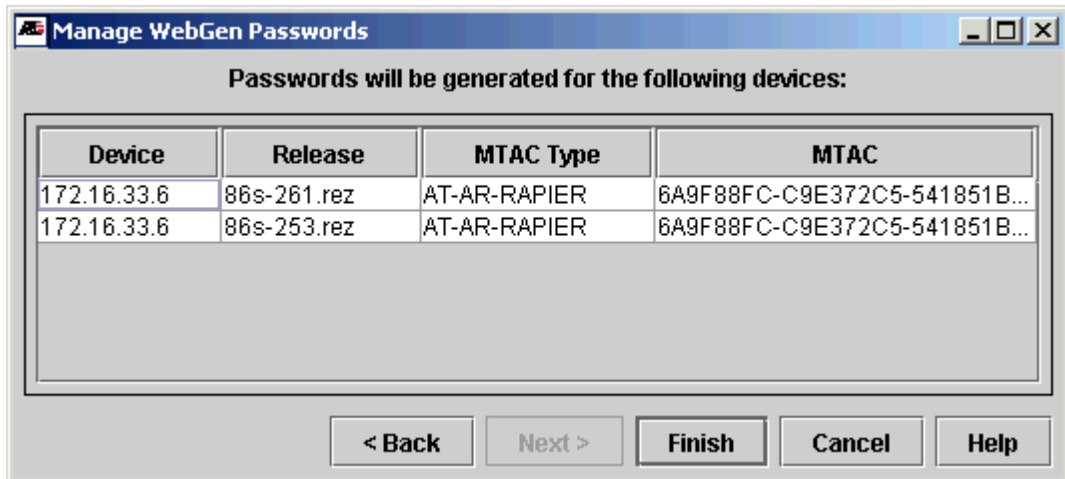 Manage WebGen Passwords
Passwords will be generated for the following devices:
Device Release MTAC Type MTAC
172.16.33.6 86s-261.rez AT-AR-RAPIER 6A9F88FC-C9E372C5-541851B...
172.16.33.6 86s-253.rez AT-AR-RAPIER 6A9F88FC-C9E372C5-541851B...
< Back Next > Finish Cancel Help